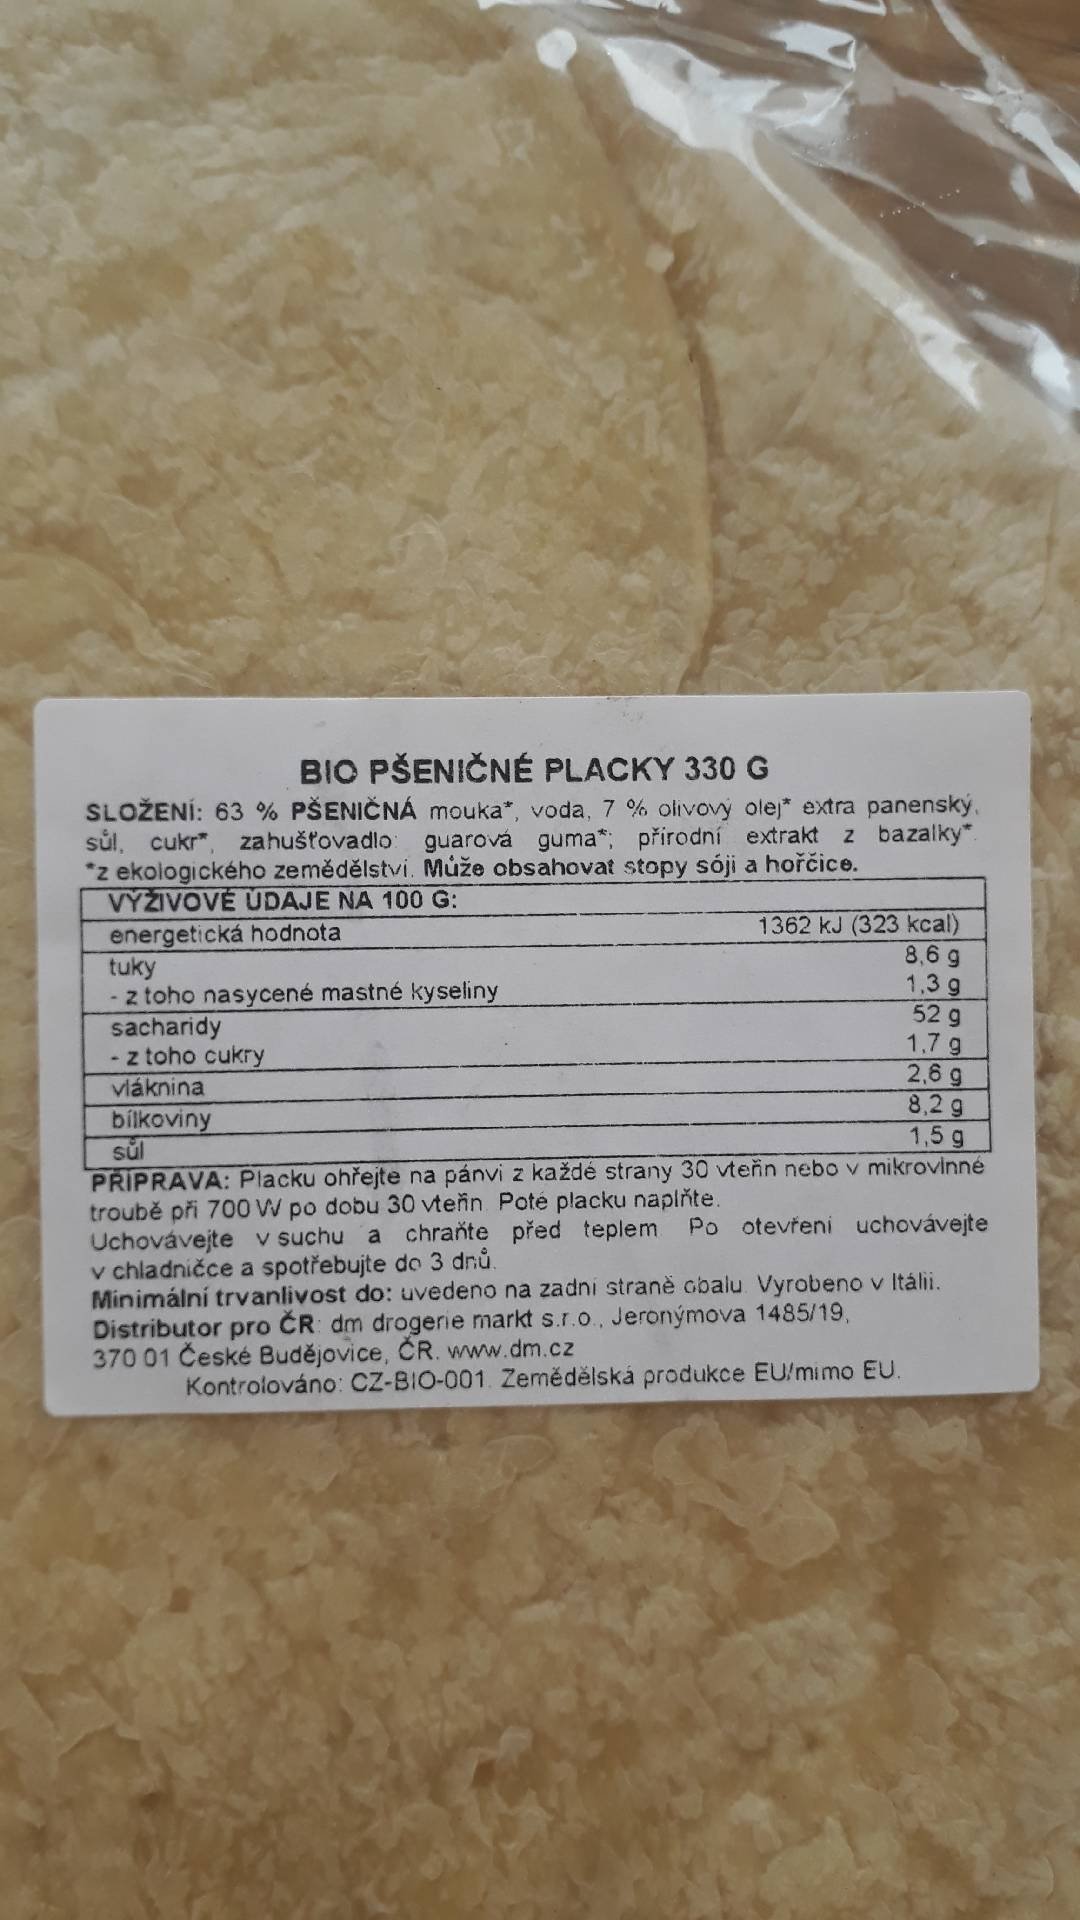 BIO PŠENIČNÉ PLACKY 330 G
SLOŽENÍ: 63 % PŠENIČNÁ mouka*, voda, 7 % olivový olej* extra panenský,
sůl, cukr*, zahušťovadlo: guarová guma*; přírodní extrakt z bazalky*.
*z ekologického zemědělství. Může obsahovat stopy sóji a hořčice.
VÝŽIVOVÉ ÚDAJE NA 100 G:
energetická hodnota 1362 kJ (323 kcal)
tuky 8,6 g
- z toho nasycené mastné kyseliny 1,3 g
sacharidy 52 g
- z toho cukry 1,7 g
vláknina 2,6 g
bílkoviny 8,2 g
sůl 1,5 g
PŘÍPRAVA: Placku ohřejte na pánvi z každé strany 30 vteřin nebo v mikrovlnné
troubě při 700 W po dobu 30 vteřin. Poté placku naplňte.
Uchovávejte v suchu a chraňte před teplem. Po otevření uchovávejte
v chladničce a spotřebujte do 3 dnů.
Minimální trvanlivost do: uvedeno na zadní straně obalu. Vyrobeno v Itálii.
Distributor pro ČR: dm drogerie markt s.r.o., Jeronýmova 1485/19,
370 01 České Budějovice, ČR. www.dm.cz
Kontrolováno: CZ-BIO-001. Zemědělská produkce EU/mimo EU.